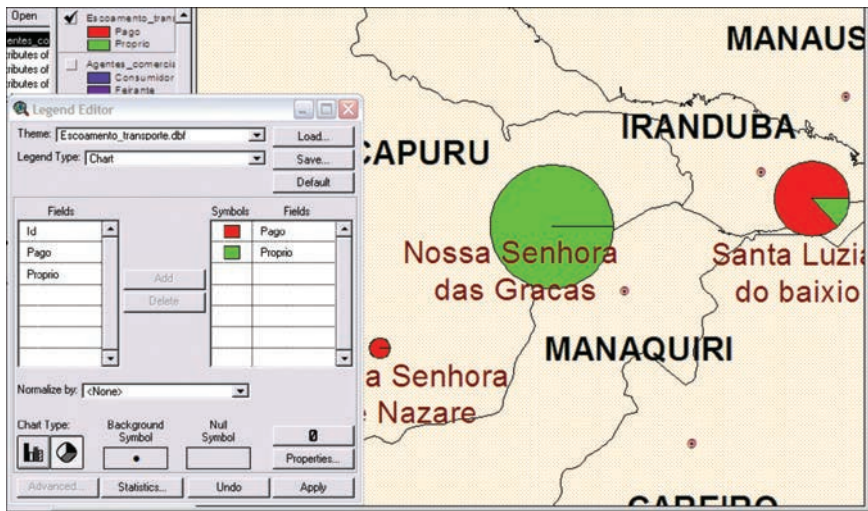 Open
Escoamento_trans
Pago
Proprio
Agentes_comercia
Consumidor
Feirante
entes_co
ributes of
ributes of
ributes of
Legend Editor
Theme: Escoamento_transporte.dbf
Load...
Legend Type: Chart
Save...
Default
Fields
Id
Pago
Proprio
Add
Delete
Symbols Fields
Pago
Proprio
Normalize by: <None>
Chart Type:
Background Symbol
Null Symbol
Properties...
Advanced...
Statistics...
Undo
Apply
MANAUS
IRANDUBA
CAPURU
Nossa Senhora
das Gracas
Santa Luzia
do baixio
MANAQUIRI
a Senhora
Nazare
CAREIRO